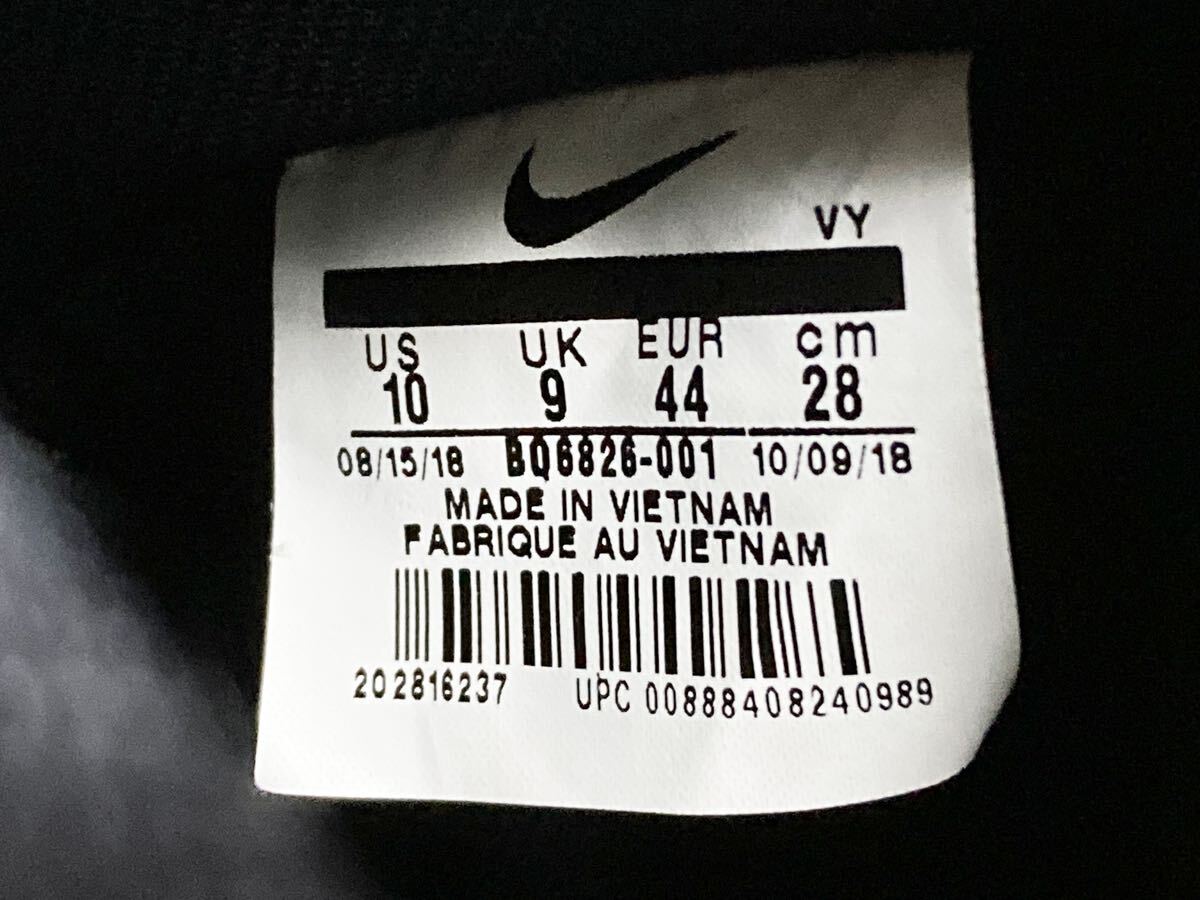 VY
US UK EUR cm
10 9 44 28
08/15/18 BQ6826-001 10/09/18
MADE IN VIETNAM
FABRIQUE AU VIETNAM
202816237 UPC 00888408240989